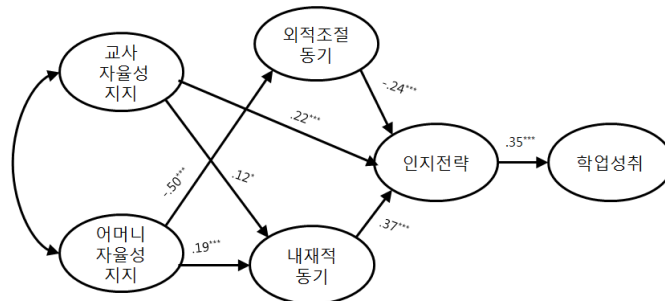 외적조절
동기
교사
자율성
지지
-.24***
.22***
.35***
인지전략
학업성취
-.50***
.12*
어머니
자율성
지지
.19***
.37***
내재적
동기